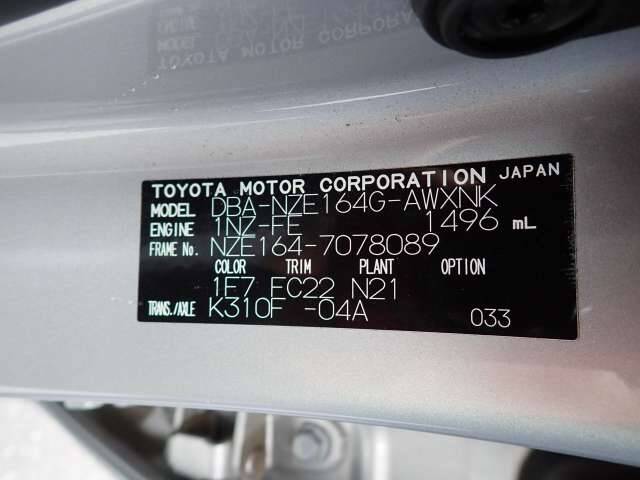 TOYOTA MOTOR CORPORATION JAPAN
MODEL DBA-NZE164G-AWXNK
ENGINE 1NZ-FE 1496 mL
FRAME No. NZE164-7078089
COLOR TRIM PLANT OPTION
1E7 FC22 N21
TRANS./AXLE K310F -04A 033